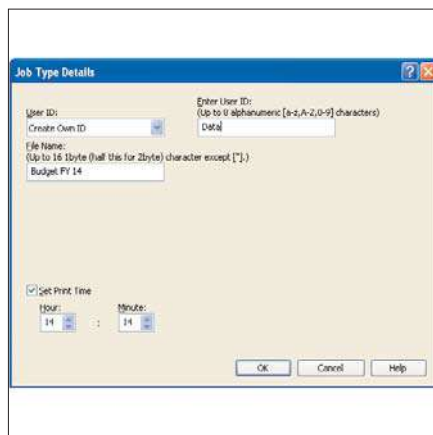 Job Type Details
User ID:
Create Own ID
Enter User ID:
(Up to 8 alphanumeric [a-z,A-Z,0-9] characters)
Data
File Name:
(Up to 16 1byte (half this for 2byte) character except ["].)
Budget FY 14
Set Print Time
Hour: Minute:
14 : 14
OK Cancel Help